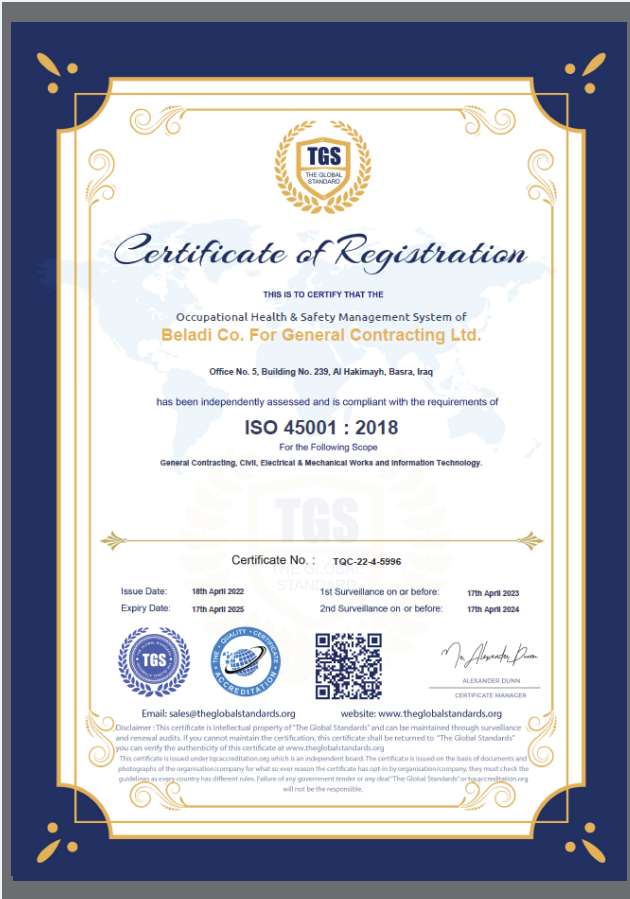 TGS
THE GLOBAL
STANDARD
Certificate of Registration
THIS IS TO CERTIFY THAT THE
Occupational Health & Safety Management System of
Beladi Co. For General Contracting Ltd.
Office No. 5, Building No. 239, Al Hakimayh, Basra, Iraq
has been independently assessed and is compliant with the requirements of
ISO 45001 : 2018
For the Following Scope
General Contracting, Civil, Electrical & Mechanical Works and Information Technology.
TGS
THE GLOBAL
STANDARD
Certificate No. : TQC-22-4-5996
Issue Date: 18th April 2022 1st Surveillance on or before: 17th April 2023
Expiry Date: 17th April 2025 2nd Surveillance on or before: 17th April 2024
TGS
THE QUALITY CERTIFICATE
ACCREDITATION
Alexander Dunn
ALEXANDER DUNN
CERTIFICATE MANAGER
Email: sales@theglobalstandards.org website: www.theglobalstandards.org
Disclaimer : This certificate is intellectual property of "The Global Standards" and can be maintained through surveillance
and renewal audits. If you cannot maintain the certification, this certificate shall be returned to "The Global Standards"
you can verify the authenticity of this certificate at www.theglobalstandards.org
This certificate is issued under tqcaccreditation.org which is an independent board. The certificate is issued on the basis of documents and
photographs of the organisation/company for what so ever reason the certificate has opt-in by organisation/company, they must check the
guidelines as every country has different rules. Failure of any government tender or any deal "The Global Standards" or tqcaccreditation.org
will not be the responsible.